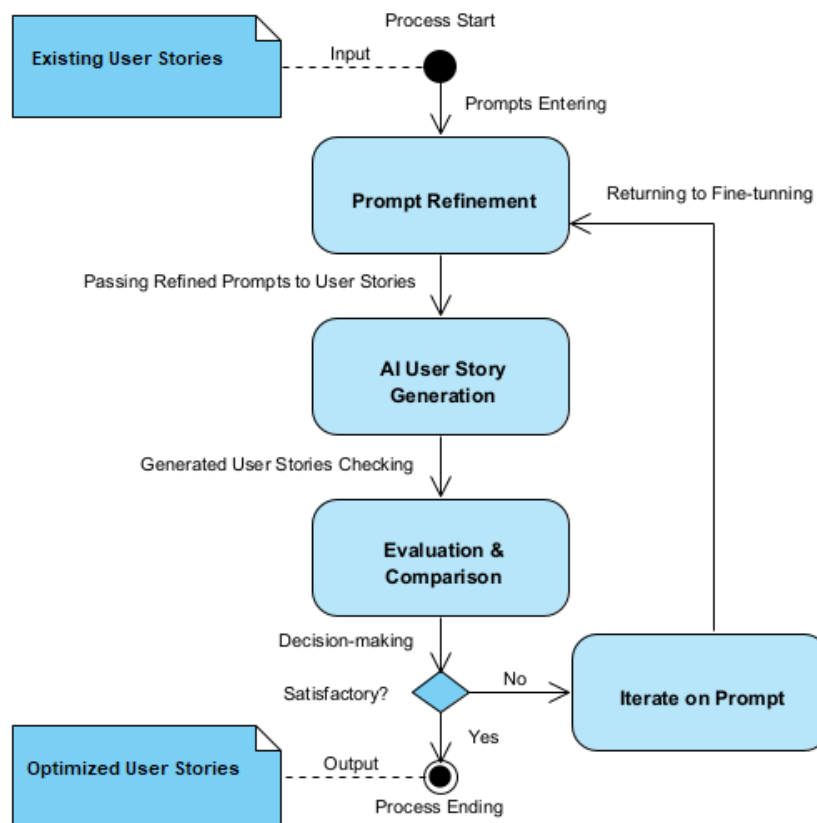 Process Start
Existing User Stories
Input
Prompts Entering
Prompt Refinement
Returning to Fine-tunning
Passing Refined Prompts to User Stories
AI User Story
Generation
Generated User Stories Checking
Evaluation &
Comparison
Decision-making
Satisfactory?
No
Iterate on Prompt
Yes
Optimized User Stories
Output
Process Ending